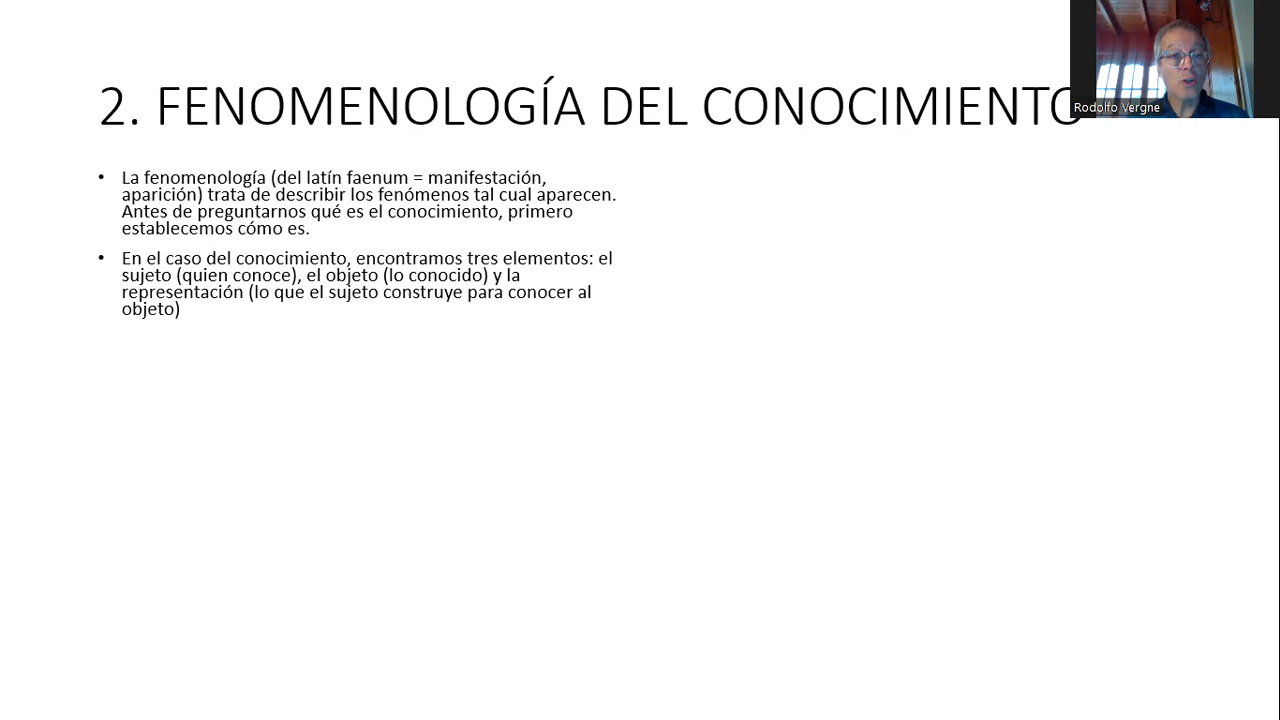 2. FENOMENOLOGÍA DEL CONOCIMIENTO
Rodolfo Vergne
• La fenomenología (del latín faenum = manifestación,
aparición) trata de describir los fenómenos tal cual aparecen.
Antes de preguntarnos qué es el conocimiento, primero
establecemos cómo es.
• En el caso del conocimiento, encontramos tres elementos: el
sujeto (quien conoce), el objeto (lo conocido) y la
representación (lo que el sujeto construye para conocer al
objeto)